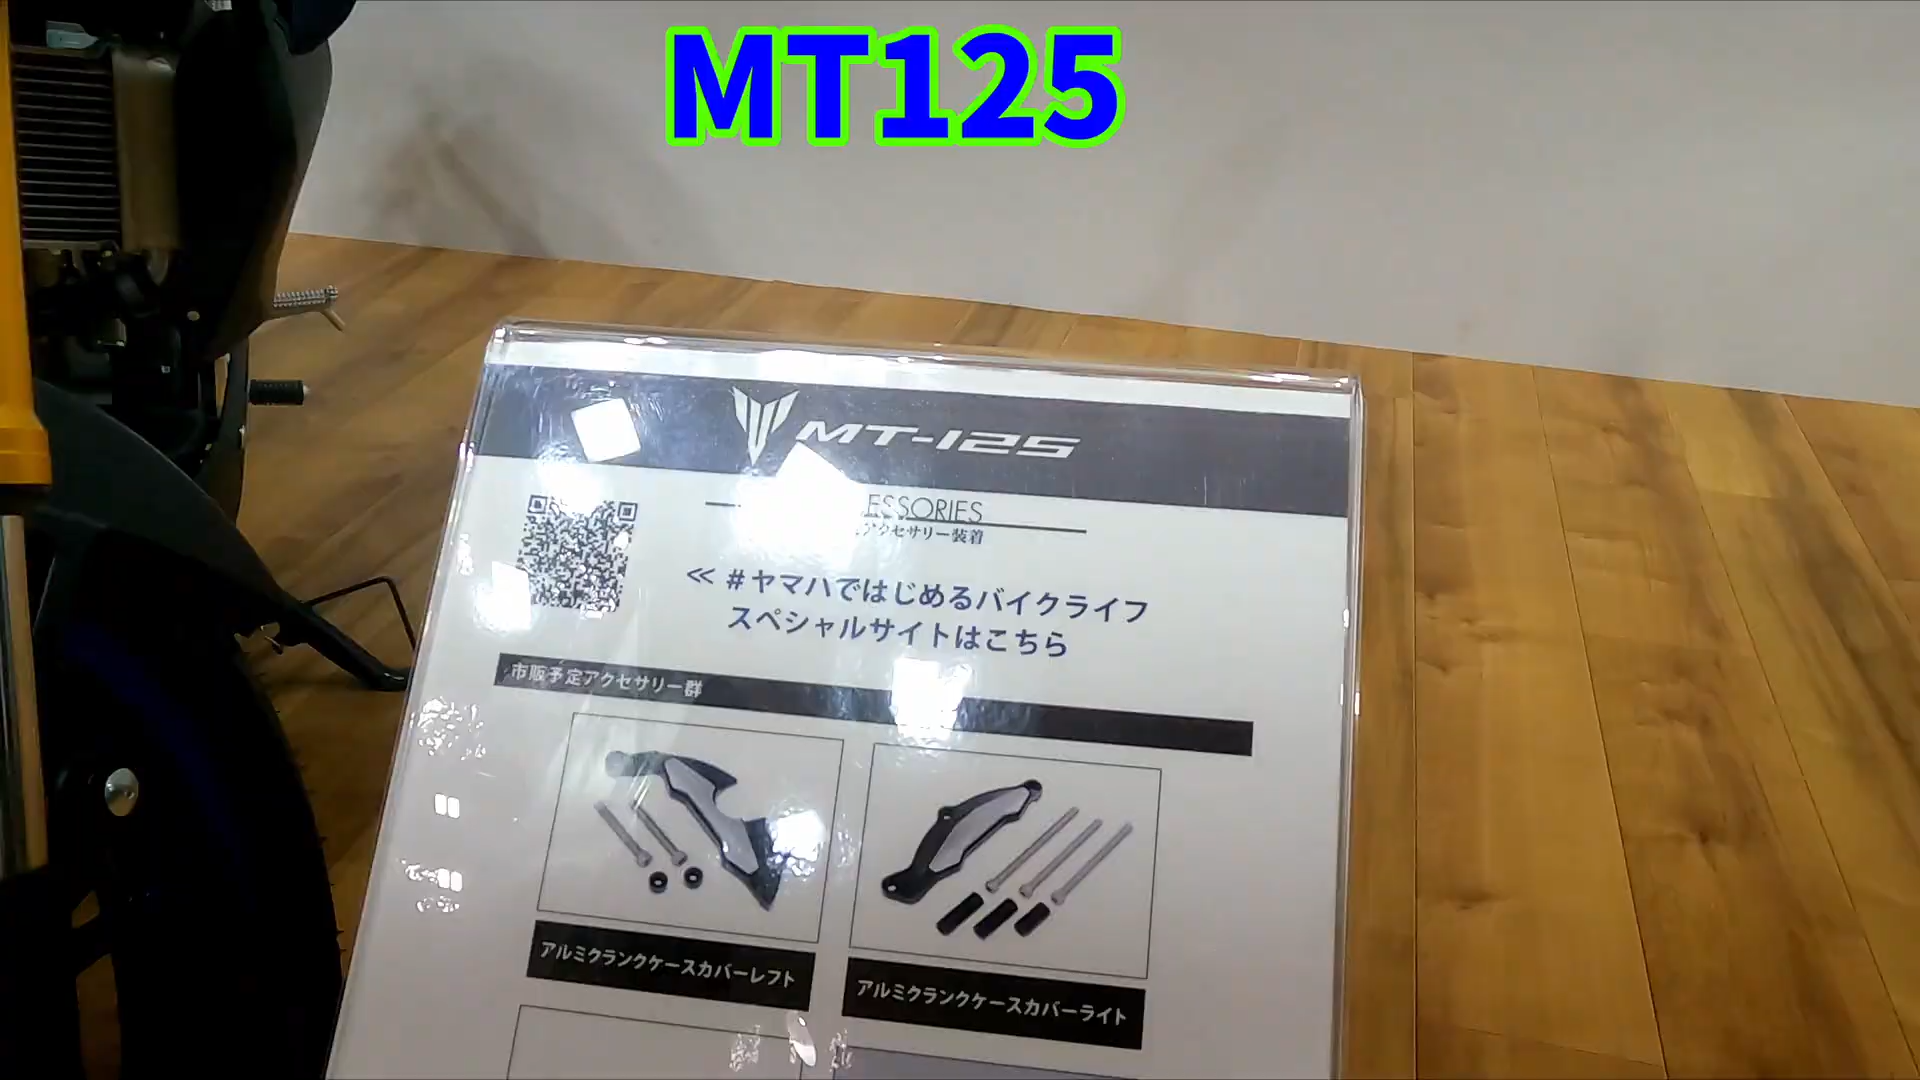 MT125
MT-125
ESSORIES
アクセサリー装着
≪ #ヤマハではじめるバイクライフ
スペシャルサイトはこちら
市販予定アクセサリー群
アルミクランクケースカバーレフト
アルミクランクケースカバーライト